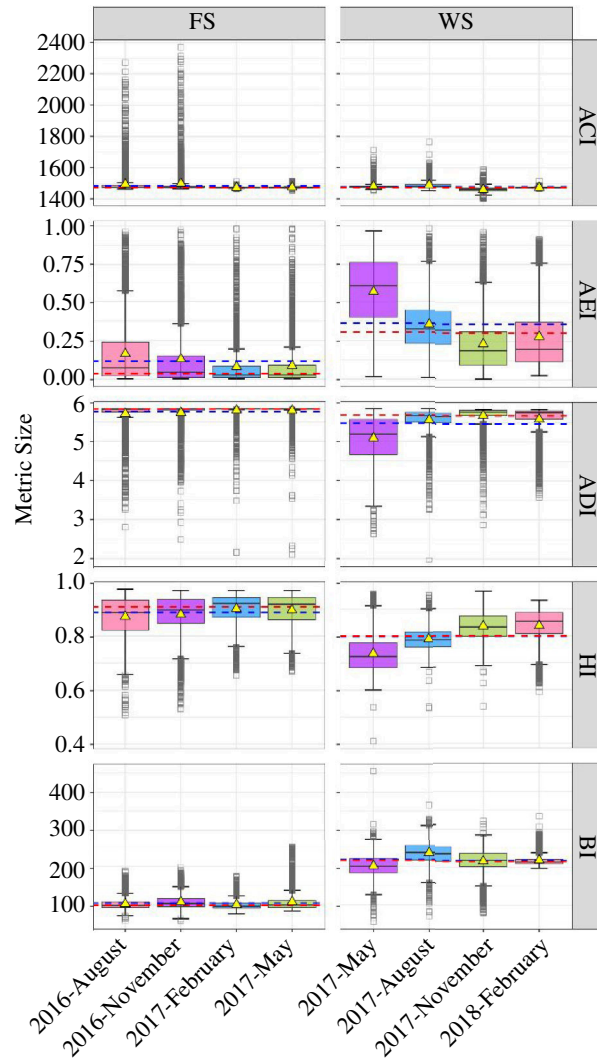 FS WS
2400
2200
2000
1800
1600
1400
ACI
1.00
0.75
0.50
0.25
0.00
AEI
6
5
4
3
2
ADI
1.0
0.8
0.6
0.4
HI
400
300
200
100
BI
Metric Size
2016-August
2016-November
2017-February
2017-May
2017-May
2017-August
2017-November
2018-February